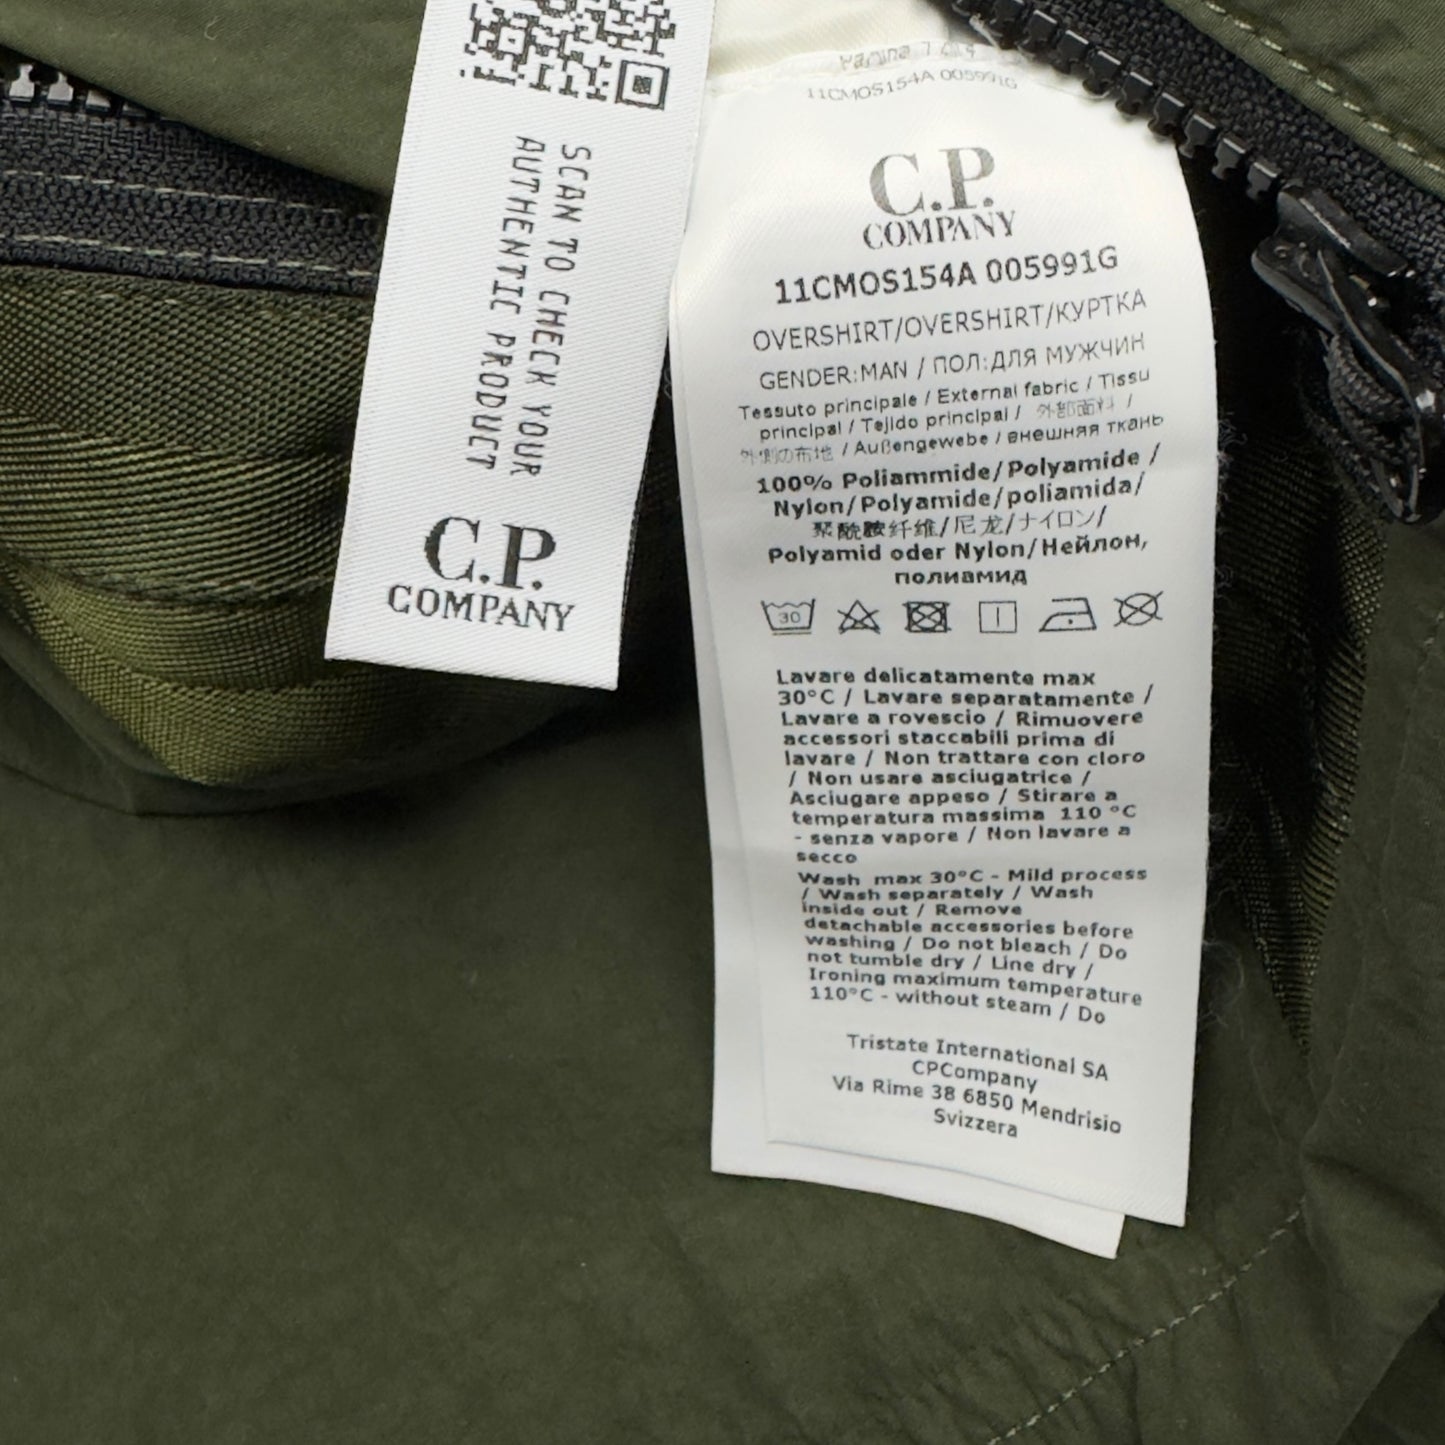 SCAN TO CHECK YOUR
AUTHENTIC PRODUCT
C.P.
COMPANY
Pagina 1 di 4
11CMOS154A 005991G
C.P.
COMPANY
11CMOS154A 005991G
OVERSHIRT/OVERSHIRT/КУРТКА
GENDER:MAN / ПОЛ:ДЛЯ МУЖЧИН
Tessuto principale / External fabric / Tissu
principal / Tejido principal / 外部面料 /
外側の布地 / Außengewebe / внешняя ткань
100% Poliammide/Polyamide /
Nylon/Polyamide/poliamida/
聚酰胺纤维/尼龙/ナイロン/
Polyamid oder Nylon/Нейлон,
полиамид
30
Lavare delicatamente max
30°C / Lavare separatamente /
Lavare a rovescio / Rimuovere
accessori staccabili prima di
lavare / Non trattare con cloro
/ Non usare asciugatrice /
Asciugare appeso / Stirare a
temperatura massima 110 °C
- senza vapore / Non lavare a
secco
Wash max 30°C - Mild process
/ Wash separately / Wash
inside out / Remove
detachable accessories before
washing / Do not bleach / Do
not tumble dry / Line dry /
Ironing maximum temperature
110°C - without steam / Do
Tristate International SA
CPCompany
Via Rime 38 6850 Mendrisio
Svizzera